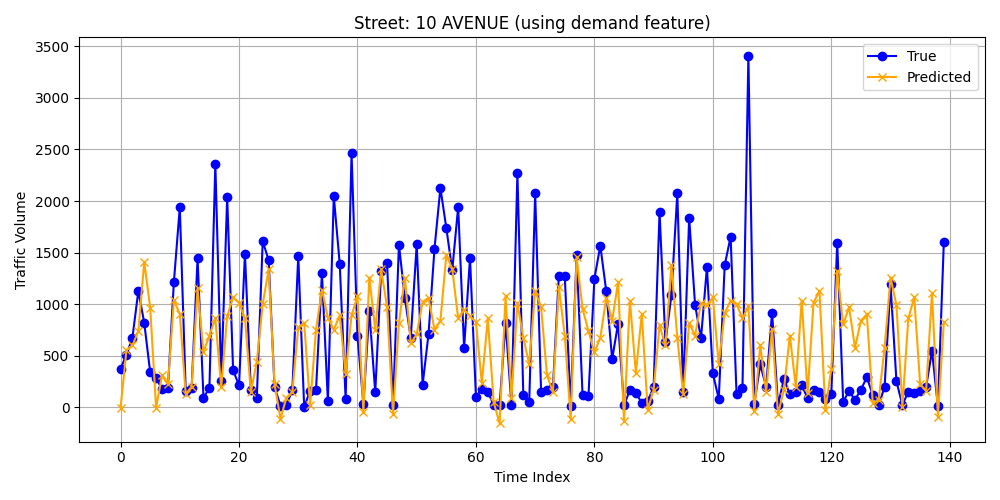 Street: 10 AVENUE (using demand feature)
True
Predicted
Traffic Volume
3500
3000
2500
2000
1500
1000
500
0
0 20 40 60 80 100 120 140
Time Index